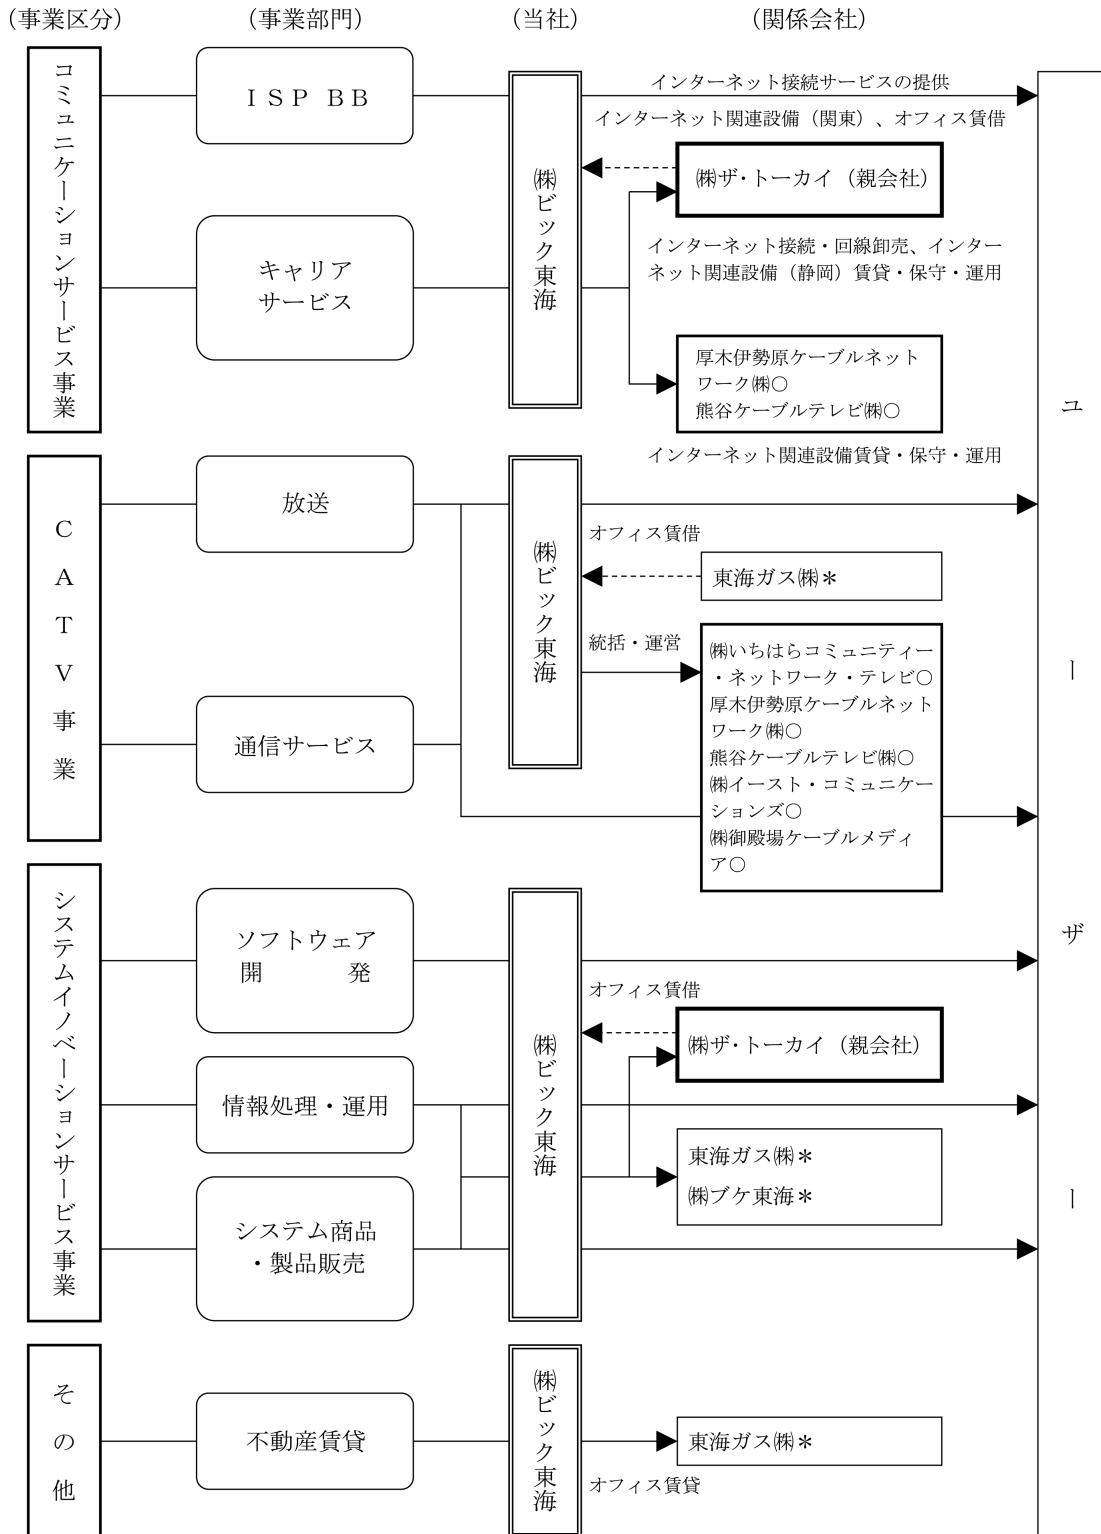 （事業区分）
（事業部門）
（当社）
（関係会社）
コミュニケーションサービス事業
ＩＳＰ ＢＢ
キャリア
サービス
㈱ビック東海
インターネット接続サービスの提供
インターネット関連設備（関東）、オフィス賃借
㈱ザ・トーカイ（親会社）
インターネット接続・回線卸売、インター
ネット関連設備（静岡）賃貸・保守・運用
厚木伊勢原ケーブルネット
ワーク㈱○
熊谷ケーブルテレビ㈱○
インターネット関連設備賃貸・保守・運用
ユーザー
ＣＡＴＶ事業
放送
通信サービス
㈱ビック東海
オフィス賃借
東海ガス㈱＊
統括・運営
㈱いちはらコミュニティー
・ネットワーク・テレビ○
厚木伊勢原ケーブルネット
ワーク㈱○
熊谷ケーブルテレビ㈱○
㈱イースト・コミュニケー
ションズ○
㈱御殿場ケーブルメディ
ア○
システムイノベーションサービス事業
ソフトウェア
開　　　発
情報処理・運用
システム商品
・製品販売
㈱ビック東海
オフィス賃借
㈱ザ・トーカイ（親会社）
東海ガス㈱＊
㈱ブケ東海＊
その他
不動産賃貸
㈱ビック東海
東海ガス㈱＊
オフィス賃貸